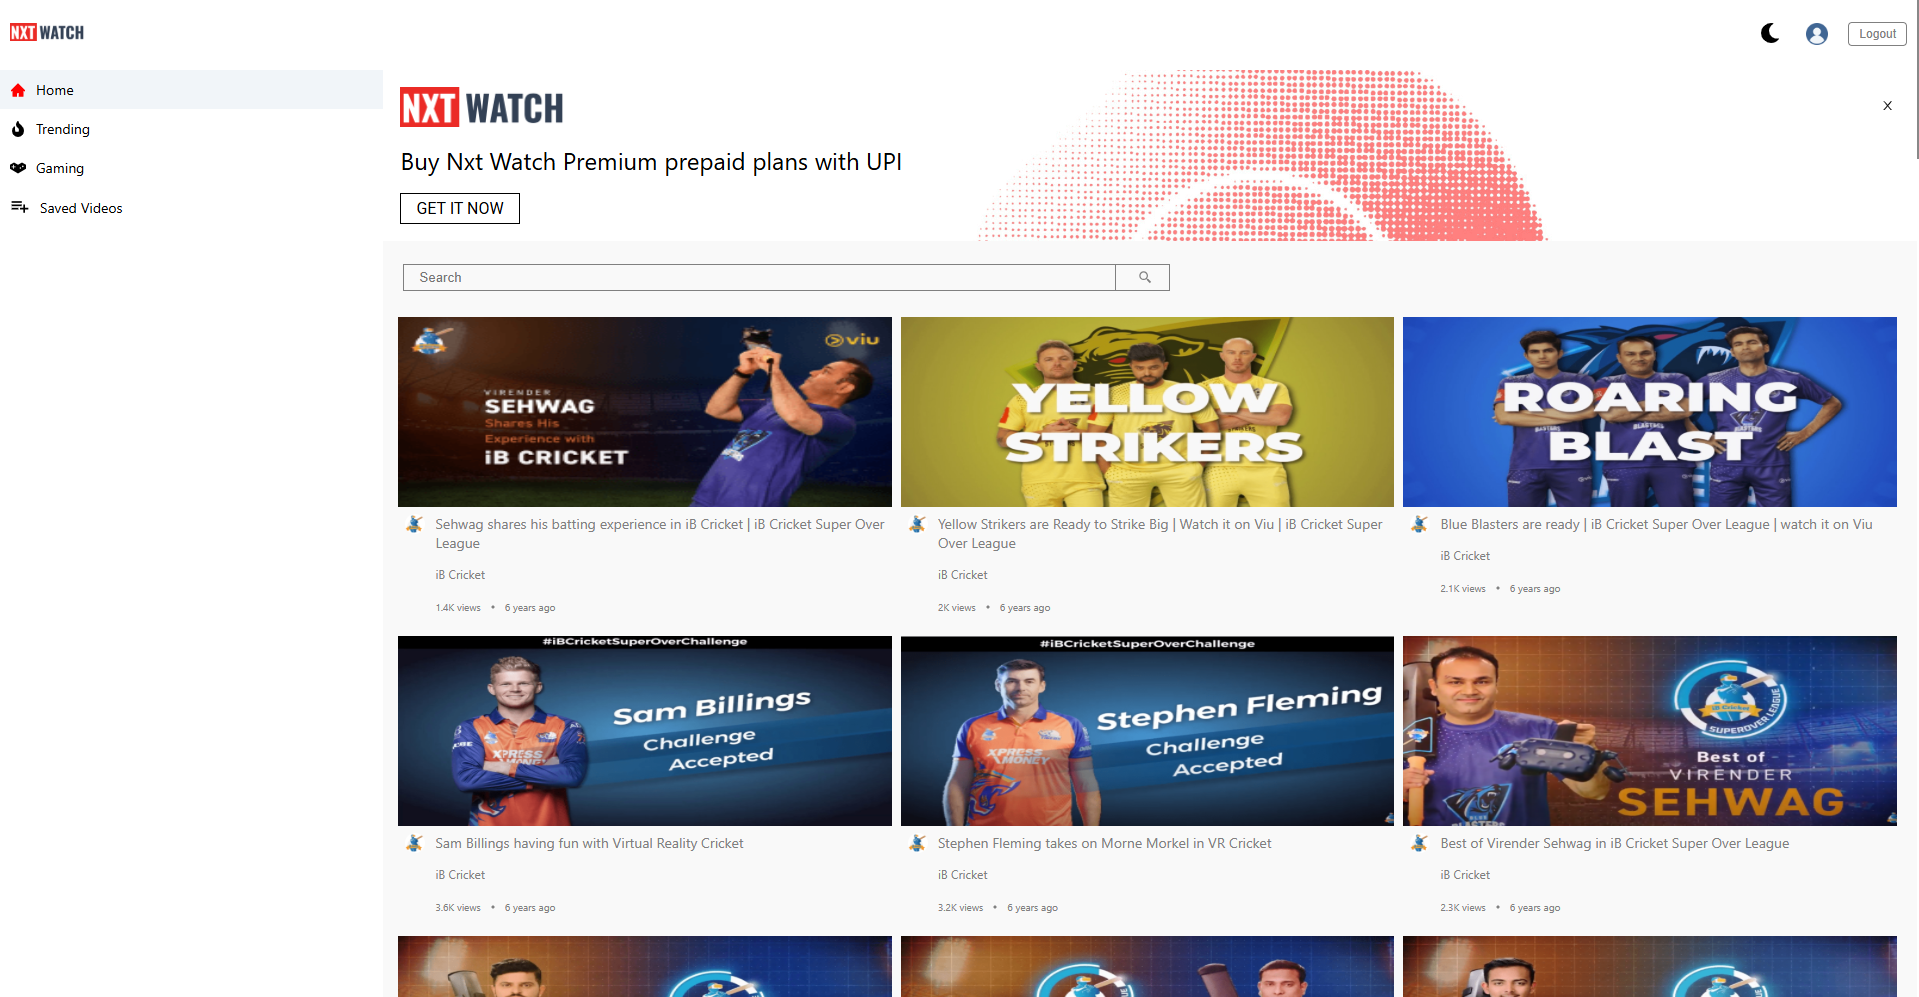 NXT WATCH
Logout
Home
Trending
Gaming
Saved Videos
NXT WATCH
X
Buy Nxt Watch Premium prepaid plans with UPI
GET IT NOW
Search
viu
VIRENDER
SEHWAG
Shares His
Experience with
iB CRICKET
YELLOW
STRIKERS
ROARING
BLAST
Sehwag shares his batting experience in iB Cricket | iB Cricket Super Over
League
iB Cricket
1.4K views • 6 years ago
Yellow Strikers are Ready to Strike Big | Watch it on Viu | iB Cricket Super
Over League
iB Cricket
2K views • 6 years ago
Blue Blasters are ready | iB Cricket Super Over League | watch it on Viu
iB Cricket
2.1K views • 6 years ago
#iBCricketSuperOverChallenge
Sam Billings
Challenge
Accepted
XPRESS
MONEY
#iBCricketSuperOverChallenge
Stephen Fleming
Challenge
Accepted
XPRESS
MONEY
iB Cricket
SUPEROVER LEAGUE
Best of
VIRENDER
SEHWAG
BLUE
BLASTERS
Sam Billings having fun with Virtual Reality Cricket
iB Cricket
3.6K views • 6 years ago
Stephen Fleming takes on Morne Morkel in VR Cricket
iB Cricket
3.2K views • 6 years ago
Best of Virender Sehwag in iB Cricket Super Over League
iB Cricket
2.3K views • 6 years ago